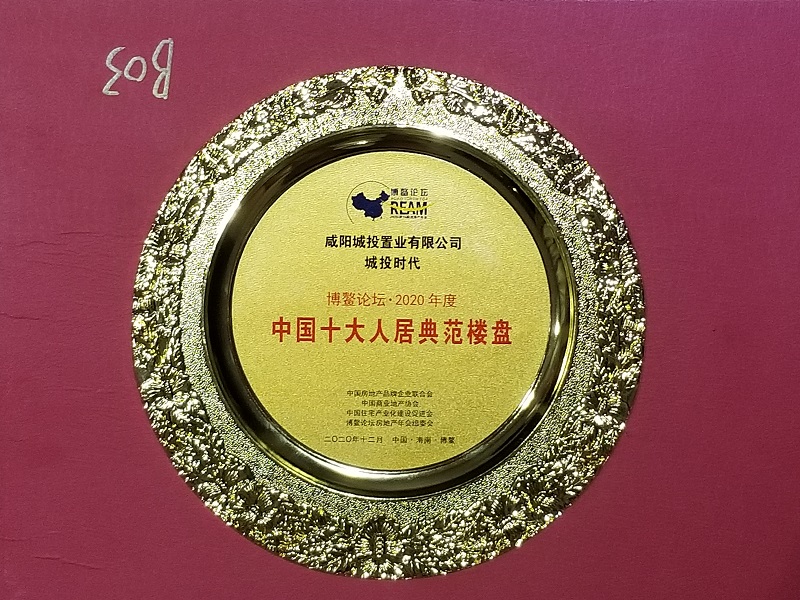 B03
博鳌论坛
REAM
咸阳城投置业有限公司
城投时代
博鳌论坛·2020年度
中国十大人居典范楼盘
中国房地产品牌企业联合会
中国商业地产协会
中国住宅产业化建设促进会
博鳌论坛房地产年会组委会
二〇二〇年十二月 中国·海南·博鳌